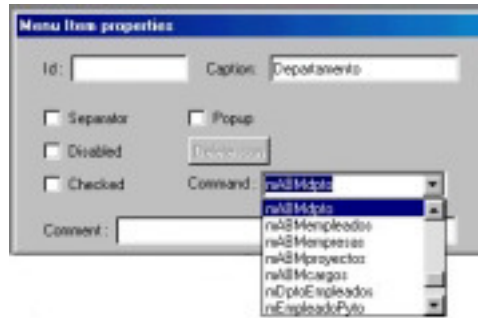 Menu Item properties
Id: Caption: Departamento
Separator Popup
Disabled
Checked Command: mABMdpto
mABMdpto
Comment: mABMempleados
mABMempresas
mABMproyectos
mABMcargos
mDptoEmpleados
mEmpleadoPyto